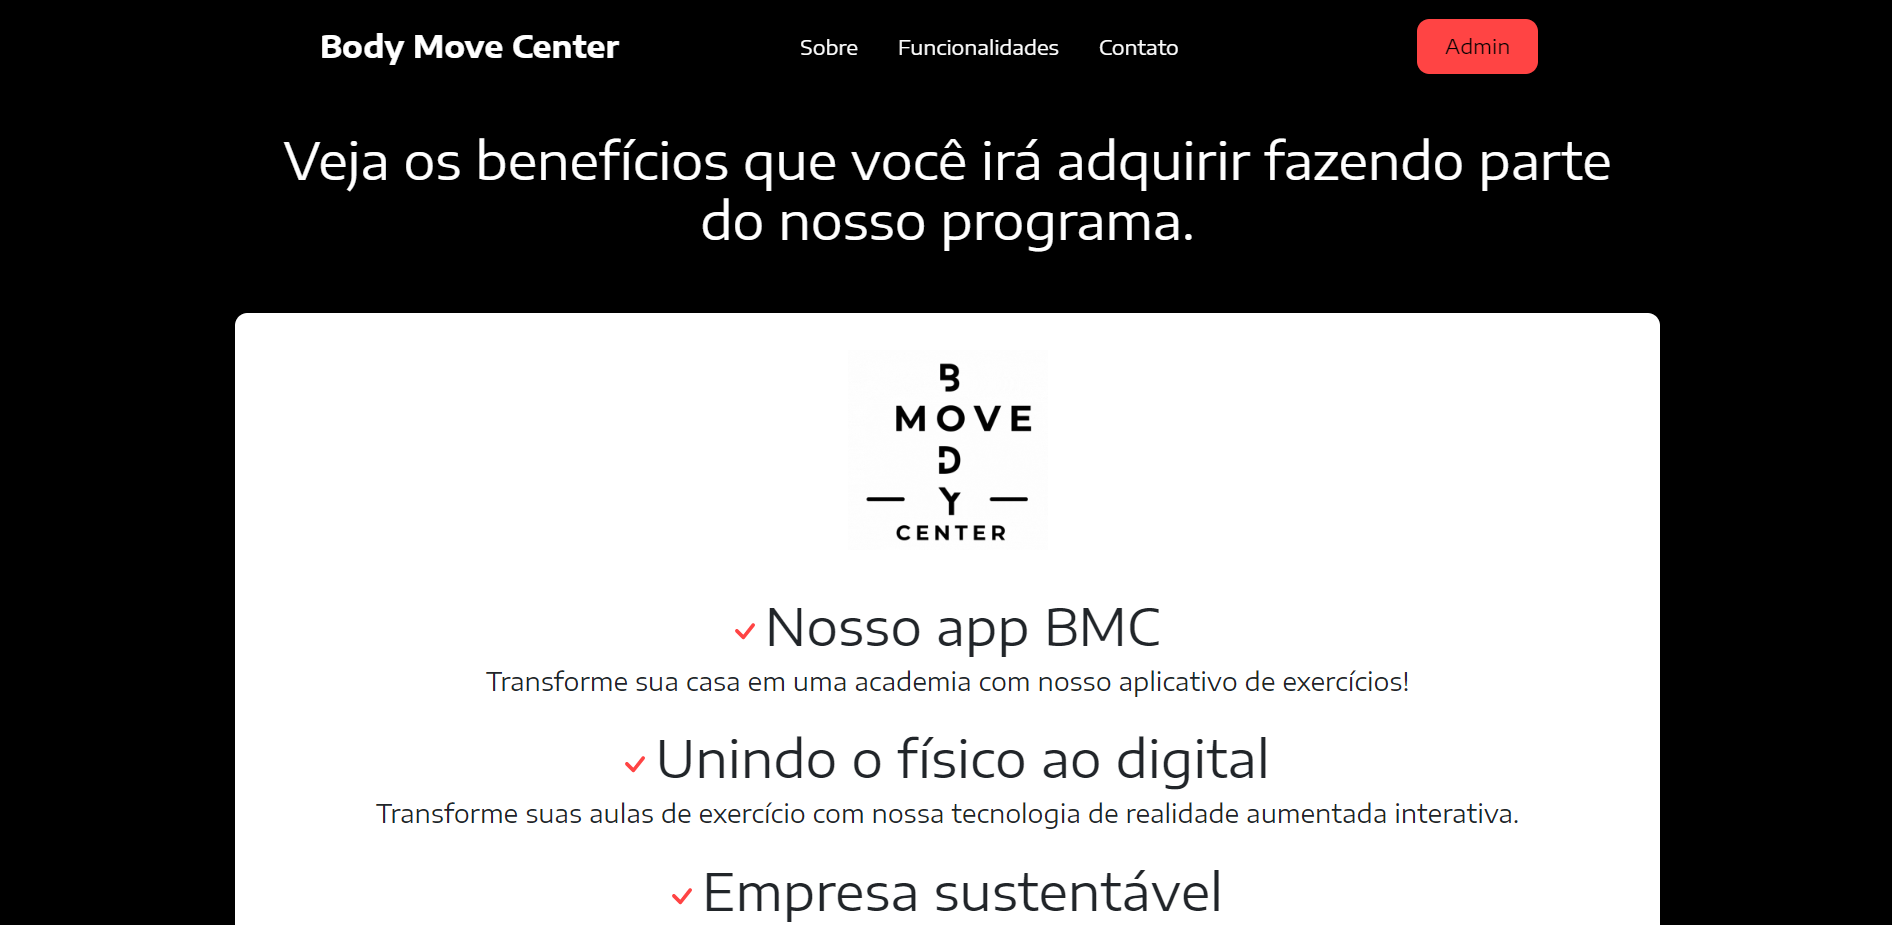 Body Move Center
Sobre
Funcionalidades
Contato
Admin
Veja os benefícios que você irá adquirir fazendo parte
do nosso programa.
B
MOVE
D
Y
CENTER
Nosso app BMC
Transforme sua casa em uma academia com nosso aplicativo de exercícios!
Unindo o físico ao digital
Transforme suas aulas de exercício com nossa tecnologia de realidade aumentada interativa.
Empresa sustentável